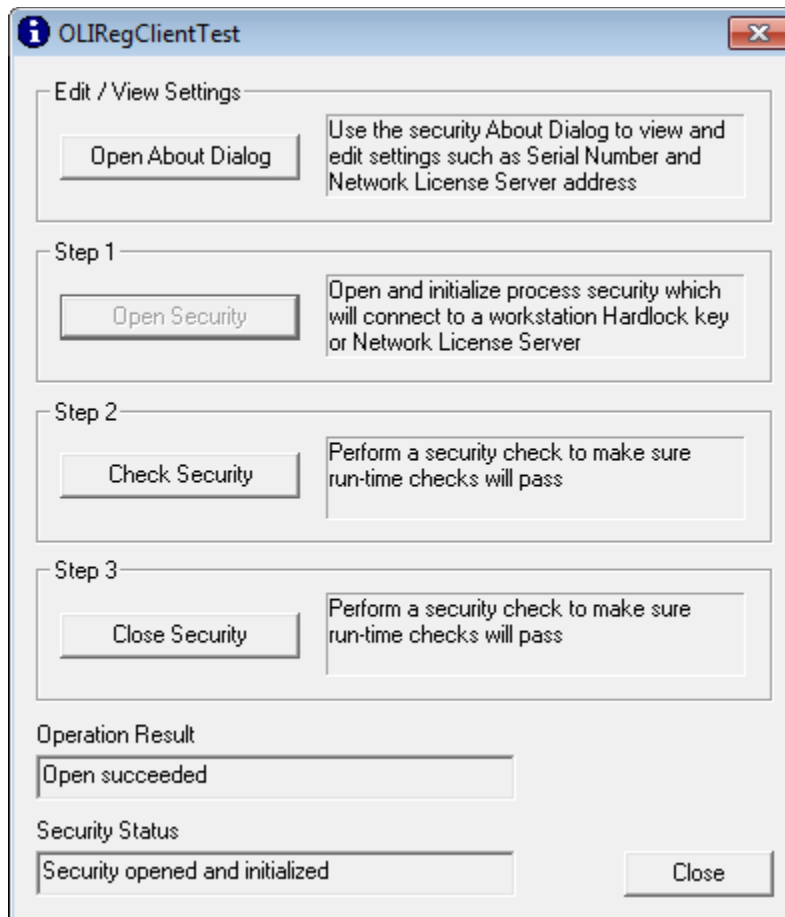 OLIRegClientTest
Edit / View Settings
Open About Dialog
Use the security About Dialog to view and
edit settings such as Serial Number and
Network License Server address
Step 1
Open Security
Open and initialize process security which
will connect to a workstation Hardlock key
or Network License Server
Step 2
Check Security
Perform a security check to make sure
run-time checks will pass
Step 3
Close Security
Perform a security check to make sure
run-time checks will pass
Operation Result
Open succeeded
Security Status
Security opened and initialized
Close